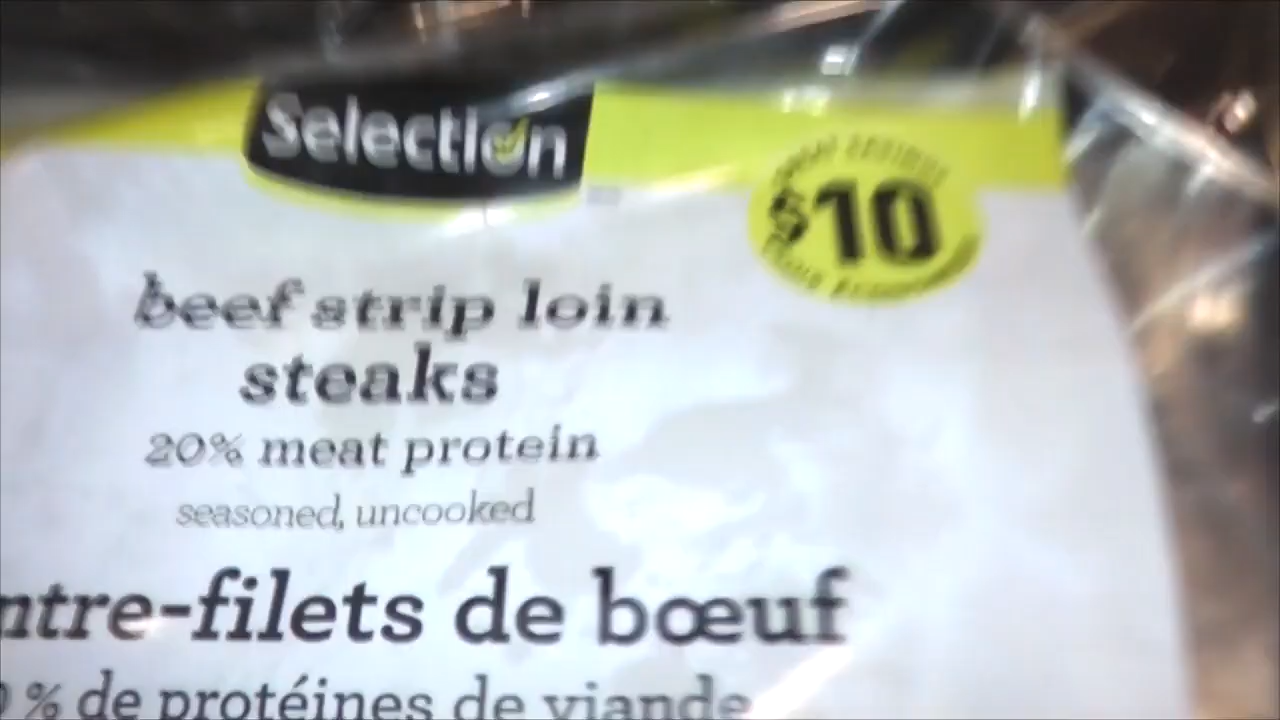 Selection
$10
beef strip loin
steaks
20% meat protein
seasoned, uncooked
ntre-filets de bœuf
% de protéines de viande